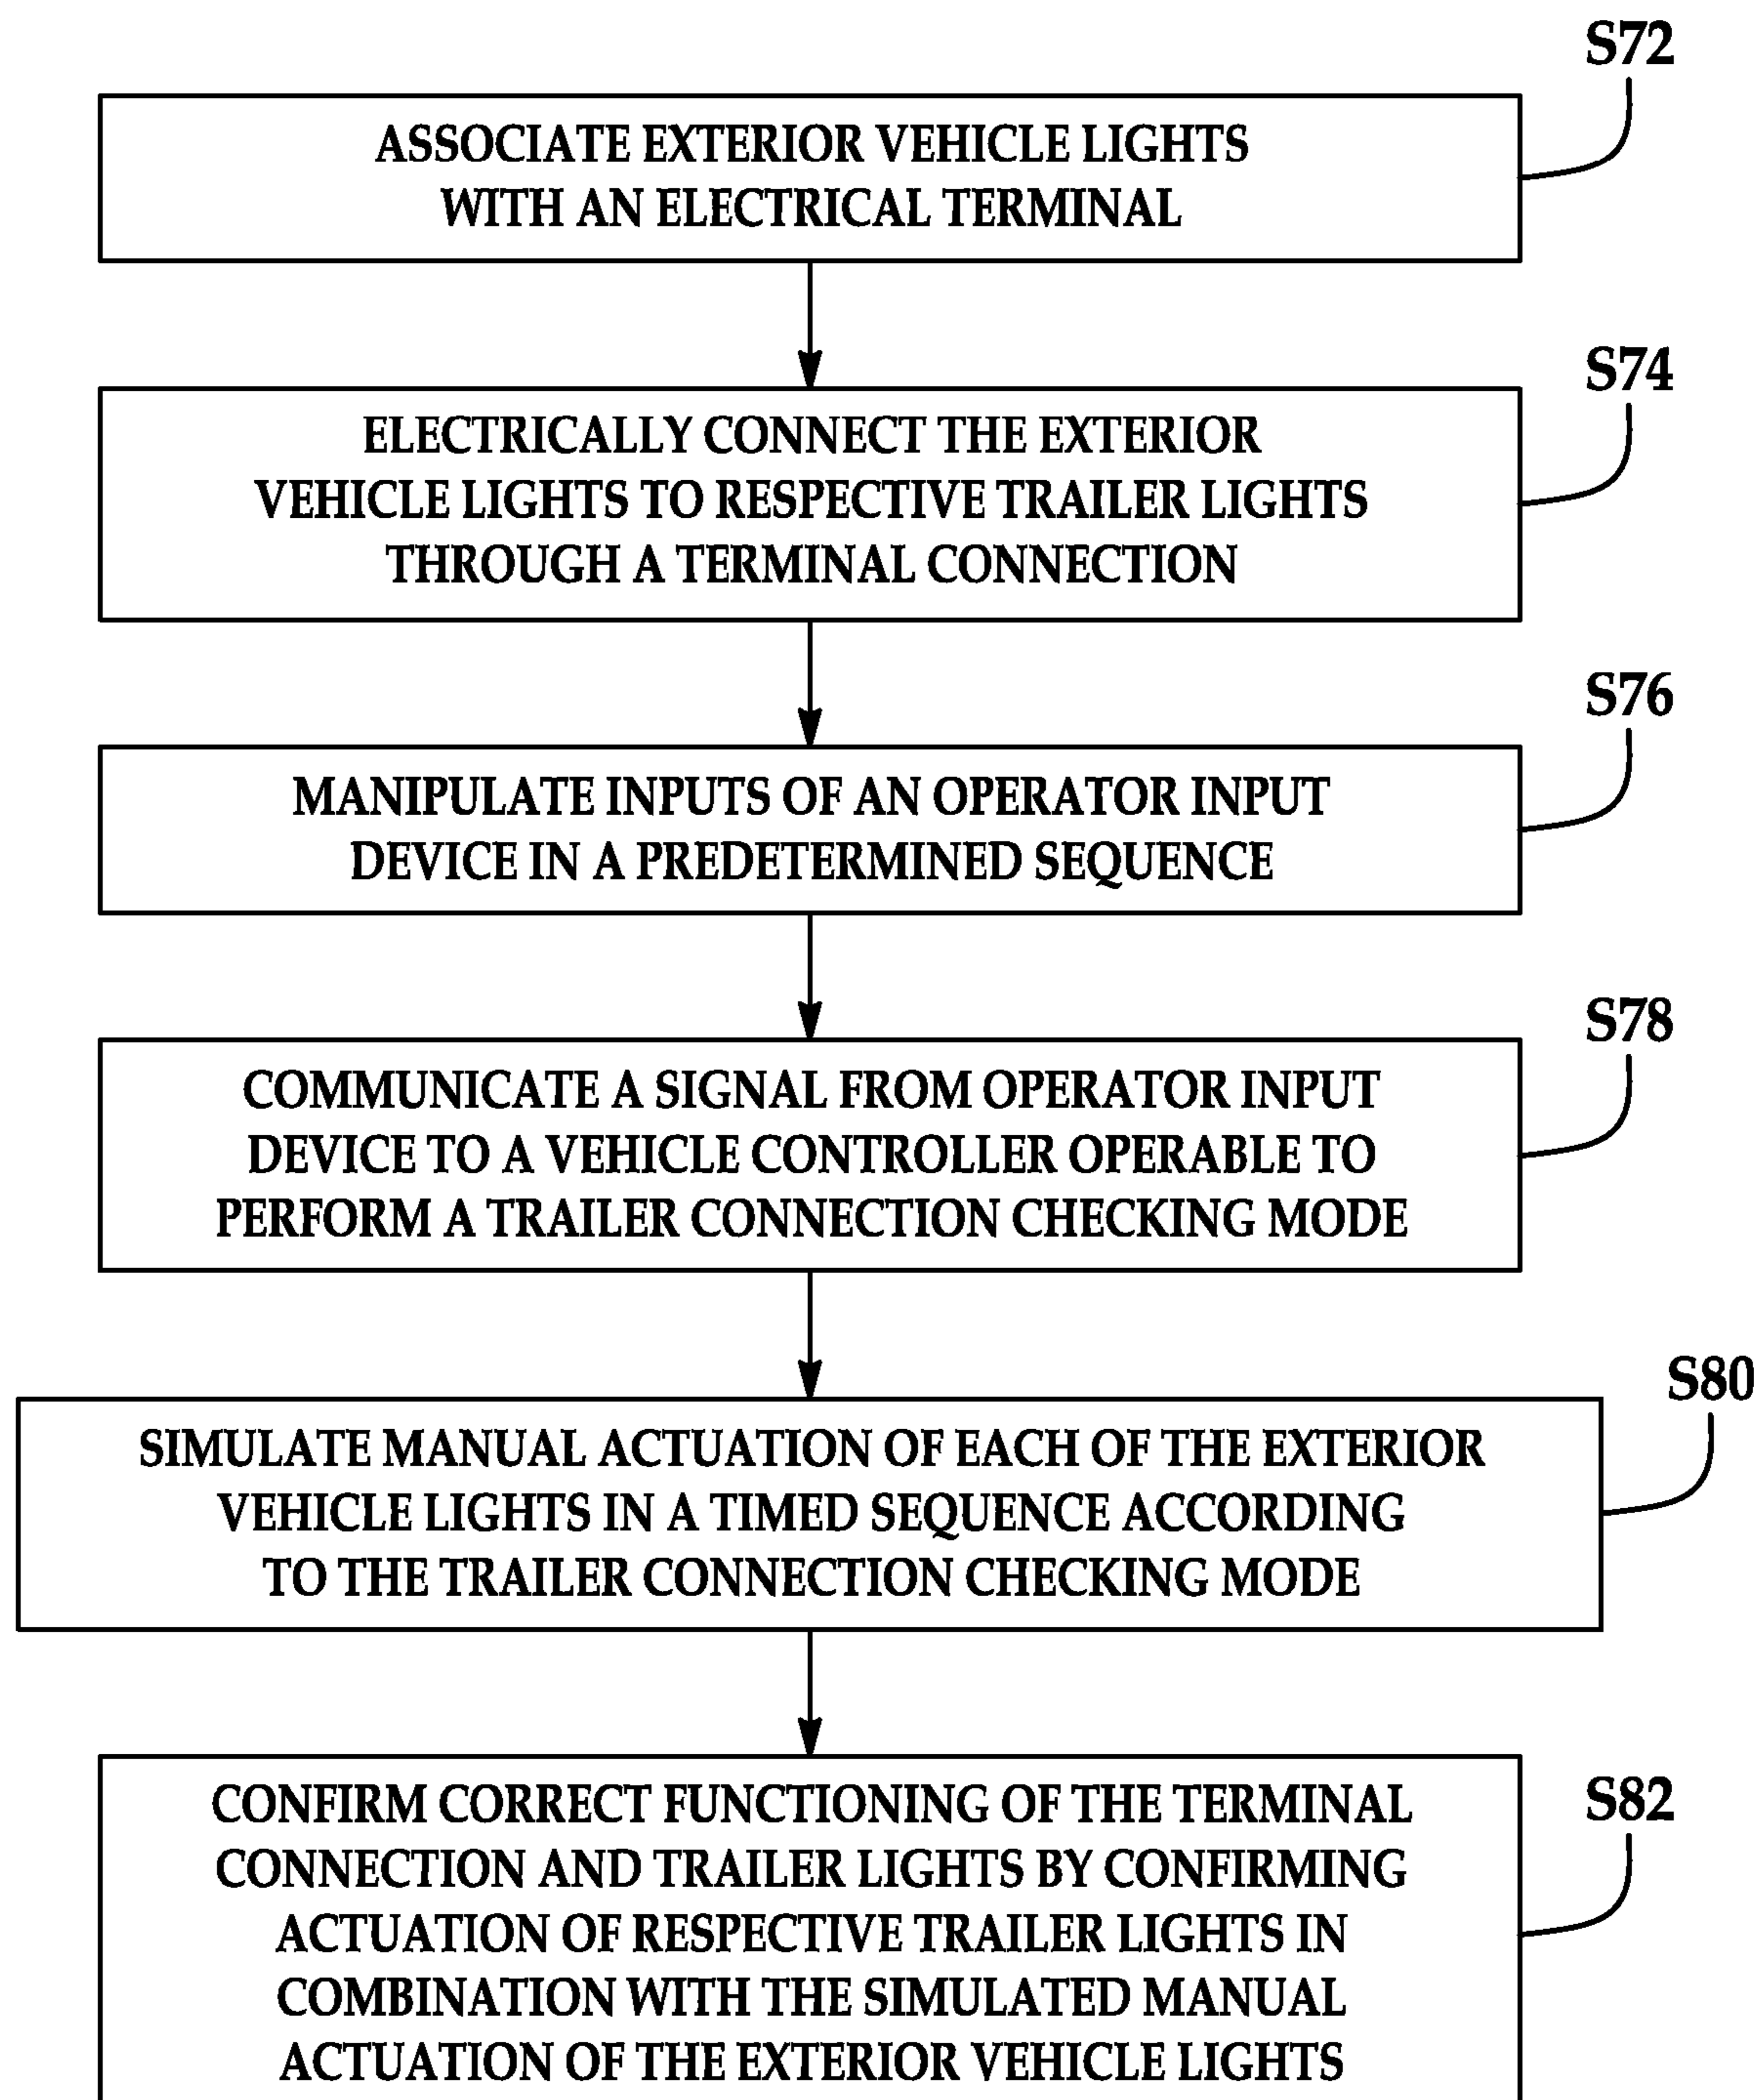 S72
ASSOCIATE EXTERIOR VEHICLE LIGHTS
WITH AN ELECTRICAL TERMINAL
S74
ELECTRICALLY CONNECT THE EXTERIOR
VEHICLE LIGHTS TO RESPECTIVE TRAILER LIGHTS
THROUGH A TERMINAL CONNECTION
S76
MANIPULATE INPUTS OF AN OPERATOR INPUT
DEVICE IN A PREDETERMINED SEQUENCE
S78
COMMUNICATE A SIGNAL FROM OPERATOR INPUT
DEVICE TO A VEHICLE CONTROLLER OPERABLE TO
PERFORM A TRAILER CONNECTION CHECKING MODE
S80
SIMULATE MANUAL ACTUATION OF EACH OF THE EXTERIOR
VEHICLE LIGHTS IN A TIMED SEQUENCE ACCORDING
TO THE TRAILER CONNECTION CHECKING MODE
S82
CONFIRM CORRECT FUNCTIONING OF THE TERMINAL
CONNECTION AND TRAILER LIGHTS BY CONFIRMING
ACTUATION OF RESPECTIVE TRAILER LIGHTS IN
COMBINATION WITH THE SIMULATED MANUAL
ACTUATION OF THE EXTERIOR VEHICLE LIGHTS